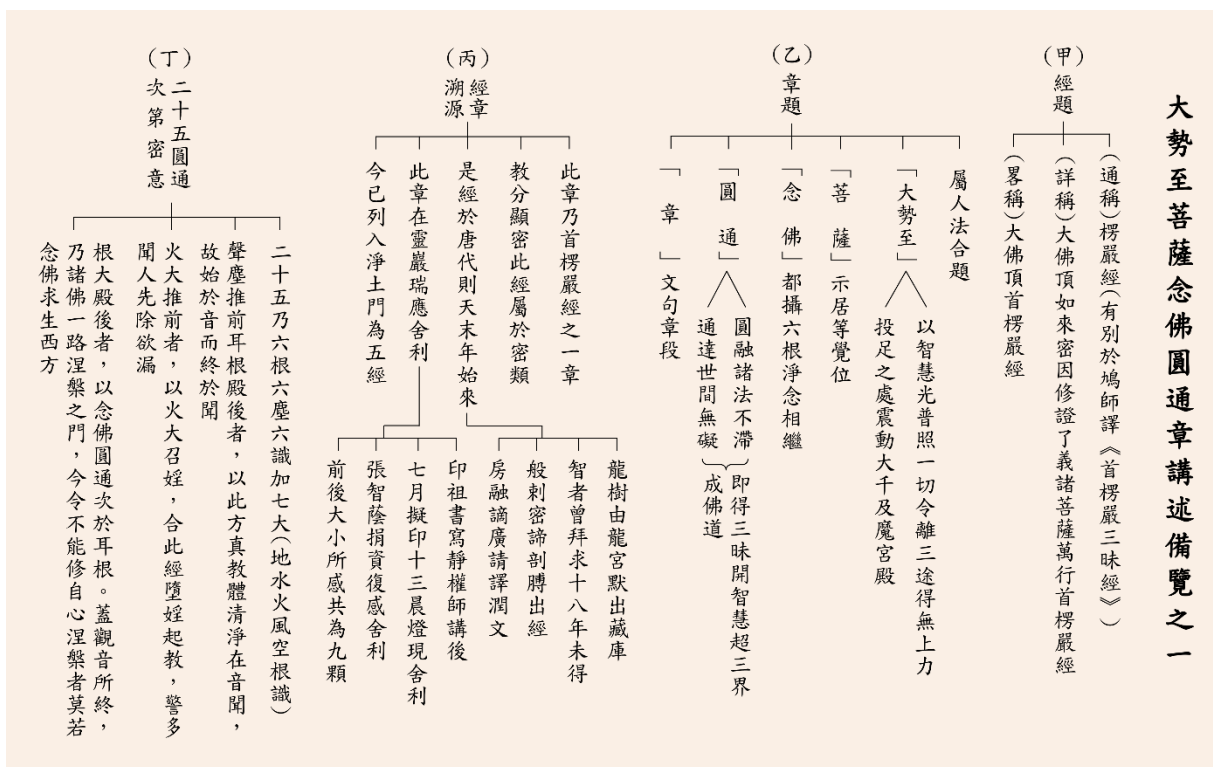 大勢至菩薩念佛圓通章講述備覽之一
（甲）
經題
（通稱）楞嚴經（有別於鳩師譯《首楞嚴三昧經》）
（詳稱）大佛頂如來密因修證了義諸菩薩萬行首楞嚴經
（畧稱）大佛頂首楞嚴經
（乙）
章題
屬人法合題
「大勢至」
以智慧光普照一切令離三途得無上力
投足之處震動大千及魔宮殿
「菩薩」示居等覺位
「念佛」都攝六根淨念相繼
「圓通」
圓融諸法不滯
通達世間無礙
即得三昧開智慧超三界
成佛道
「章」文句章段
（丙）
經章
溯源
此章乃首楞嚴經之一章
教分顯密此經屬於密類
是經於唐代則天末年始來
龍樹由龍宮默出藏庫
智者曾拜求十八年未得
般剌密諦剖膊出經
房融謫廣請譯潤文
此章在靈巖瑞應舍利
印祖書寫靜權師講後
七月擬印十三晨燈現舍利
張智蔭捐資復感舍利
前後大小所感共為九顆
今已列入淨土門為五經
（丁）
二十五圓通
次第密意
二十五乃六根六塵六識加七大（地水火風空根識）
聲塵推前耳根殿後者，以此方真教體清淨在音聞，
故始於音而終於聞
火大推前者，以火大召婬，合此經墮婬起教，警多
聞人先除欲漏
根大殿後者，以念佛圓通次於耳根。蓋觀音所終，
乃諸佛一路涅槃之門，今令不能修自心涅槃者莫若
念佛求生西方